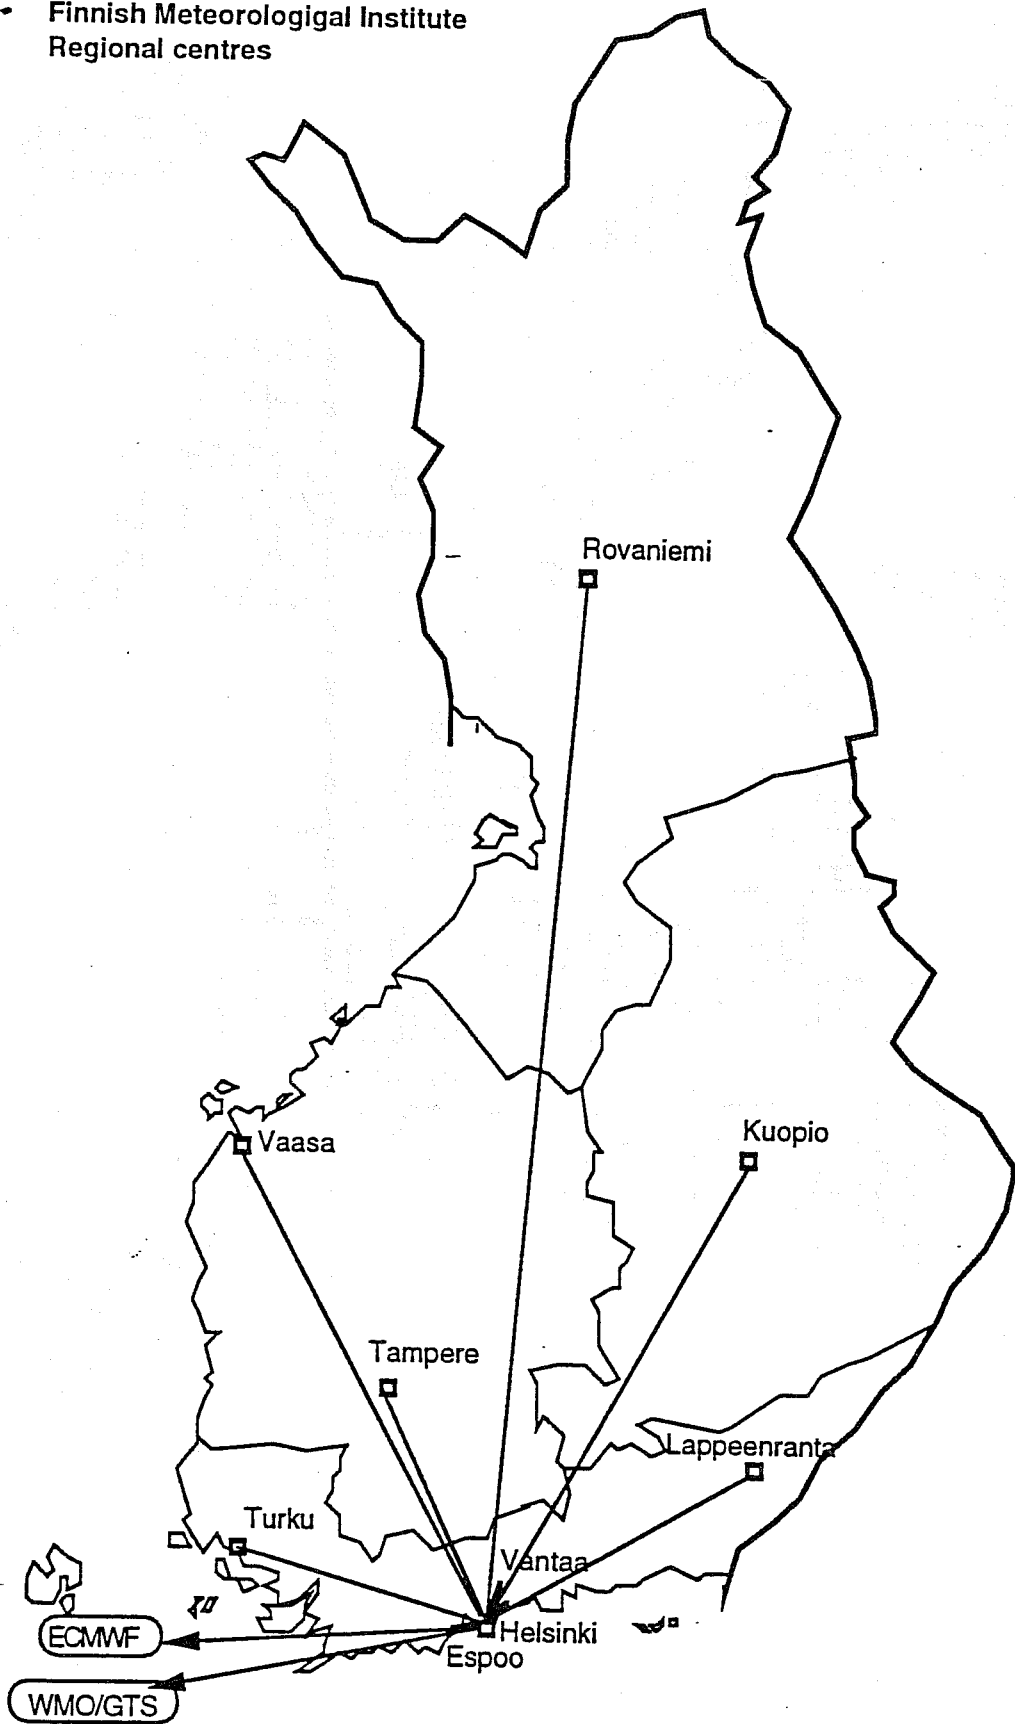 Finnish Meteorologigal Institute
Regional centres
Rovaniemi
Kuopio
Vaasa
Tampere
Lappeenranta
Turku
Vantaa
ECMWF
Helsinki
Espoo
WMO/GTS